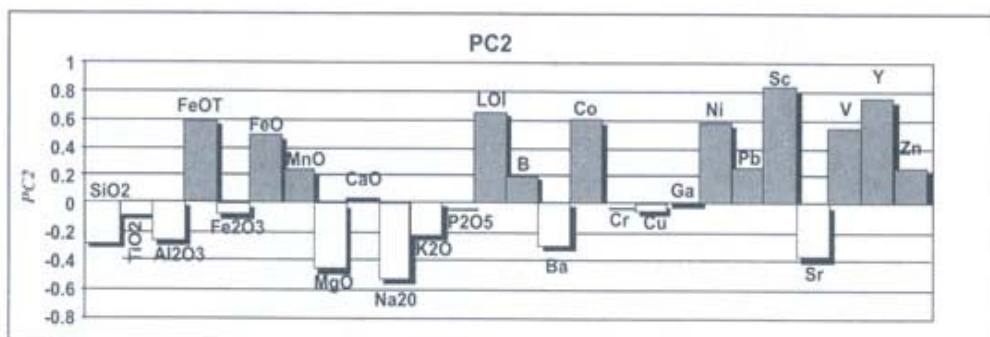 PC2
1
0.8
0.6
0.4
0.2
0
-0.2
-0.4
-0.6
-0.8
PC2
SiO2
TiO2
Al2O3
FeOT
Fe2O3
FeO
MnO
MgO
CaO
Na20
K2O
P2O5
LOI
B
Ba
Co
Cr
Cu
Ga
Ni
Pb
Sc
Sr
V
Y
Zn